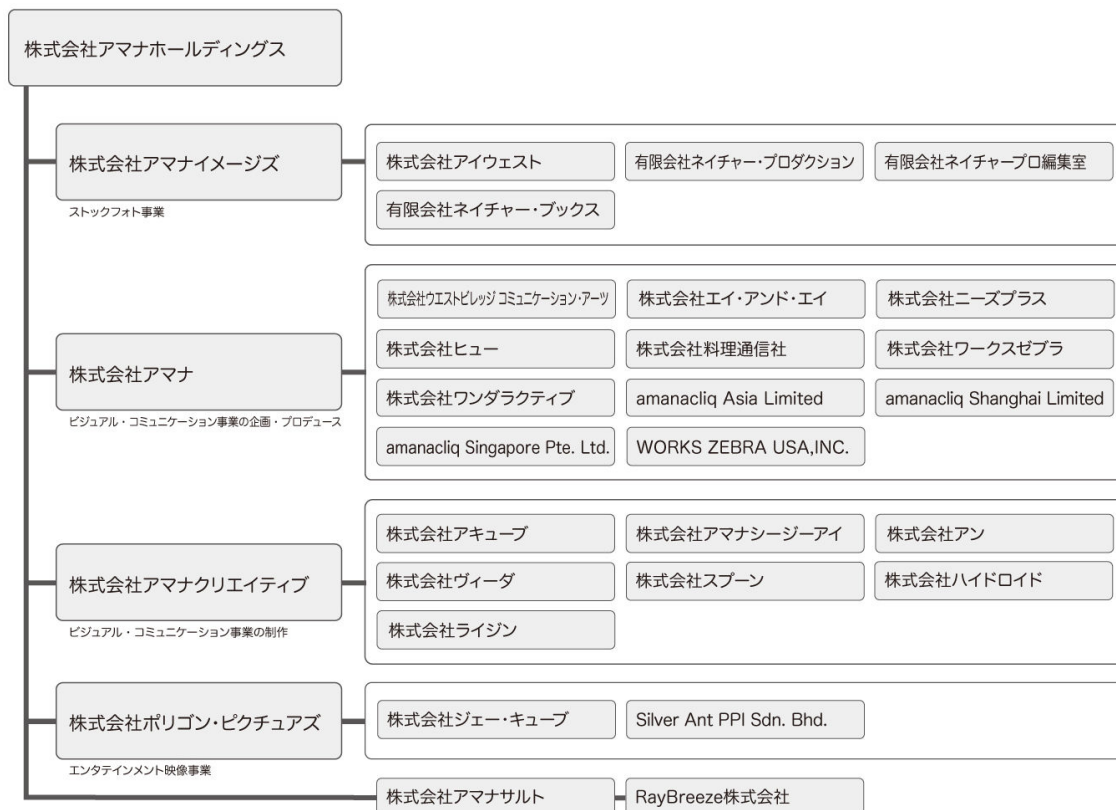 株式会社アマナホールディングス
株式会社アマナイメージズ
ストックフォト事業
株式会社アイウェスト
有限会社ネイチャー・プロダクション
有限会社ネイチャープロ編集室
有限会社ネイチャー・ブックス
株式会社アマナ
ビジュアル・コミュニケーション事業の企画・プロデュース
株式会社ウエストビレッジ コミュニケーション・アーツ
株式会社エイ・アンド・エイ
株式会社ニーズプラス
株式会社ヒュー
株式会社料理通信社
株式会社ワークスゼブラ
株式会社ワンダラクティブ
amanacliq Asia Limited
amanacliq Shanghai Limited
amanacliq Singapore Pte. Ltd.
WORKS ZEBRA USA,INC.
株式会社アマナクリエイティブ
ビジュアル・コミュニケーション事業の制作
株式会社アキューブ
株式会社アマナシージーアイ
株式会社アン
株式会社ヴィーダ
株式会社スプーン
株式会社ハイドロイド
株式会社ライジン
株式会社ポリゴン・ピクチュアズ
エンタテインメント映像事業
株式会社ジェー・キューブ
Silver Ant PPI Sdn. Bhd.
株式会社アマナサルト
RayBreeze株式会社